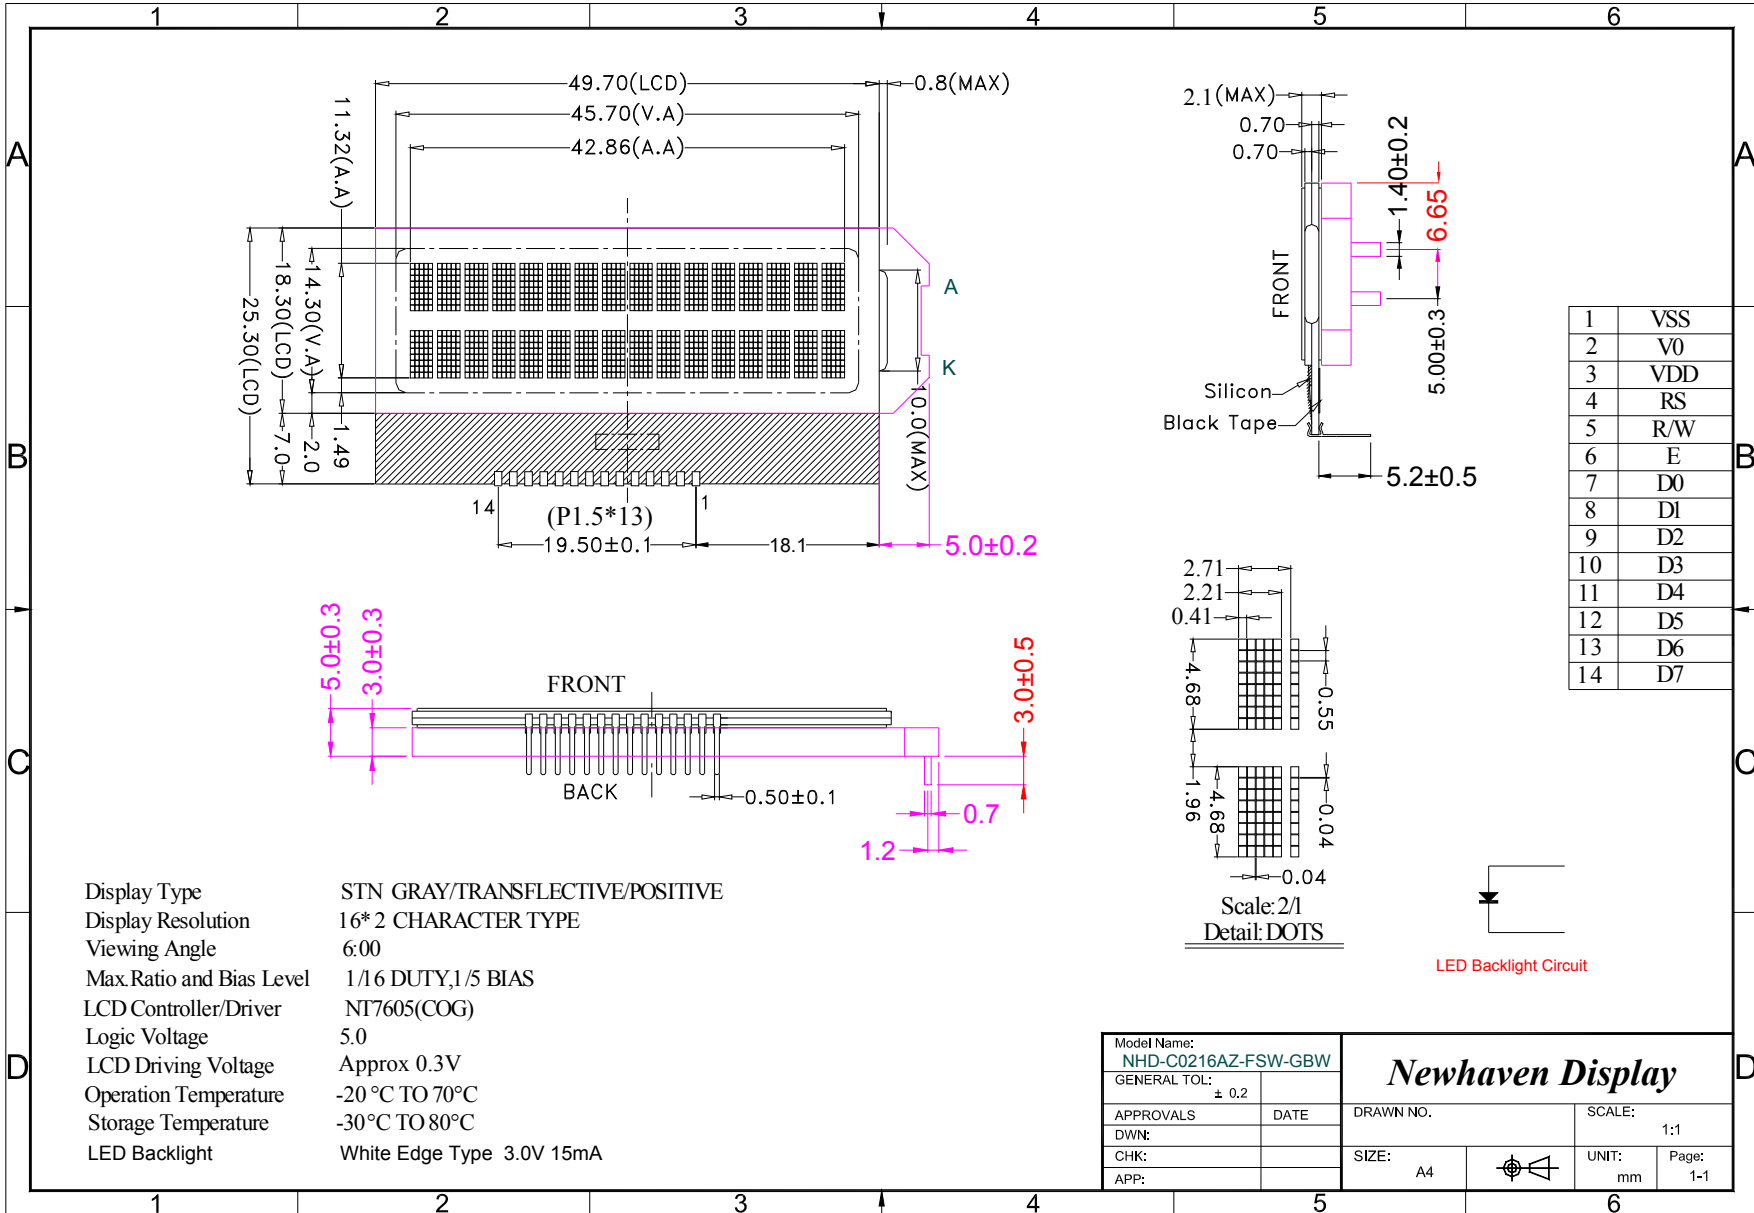 1 2 3 4 5 6
A
A
B
B
C
C
D
D
49.70(LCD)
0.8(MAX)
45.70(V.A)
42.86(A.A)
11.32(A.A)
25.30(LCD)
18.30(LCD)
14.30(V.A)
7.0
2.0
1.49
10.0(MAX)
A
K
14
1
(P1.5*13)
19.50±0.1
18.1
5.0±0.2
2.1(MAX)
0.70
0.70
1.40±0.2
6.65
5.00±0.3
FRONT
Silicon
Black Tape
5.2±0.5
1 VSS
2 V0
3 VDD
4 RS
5 R/W
6 E
7 D0
8 D1
9 D2
10 D3
11 D4
12 D5
13 D6
14 D7
5.0±0.3
3.0±0.3
FRONT
BACK
0.50±0.1
3.0±0.5
0.7
1.2
2.71
2.21
0.41
4.68
1.96
4.68
0.55
0.04
0.04
Scale:2/1
Detail:DOTS
LED Backlight Circuit
Display Type STN GRAY/TRANSFLECTIVE/POSITIVE
Display Resolution 16*2 CHARACTER TYPE
Viewing Angle 6:00
Max.Ratio and Bias Level 1/16 DUTY,1/5 BIAS
LCD Controller/Driver NT7605(COG)
Logic Voltage 5.0
LCD Driving Voltage Approx 0.3V
Operation Temperature -20°C TO 70°C
Storage Temperature -30°C TO 80°C
LED Backlight White Edge Type 3.0V 15mA
Model Name:
NHD-C0216AZ-FSW-GBW
GENERAL TOL:
± 0.2
APPROVALS DATE
DWN:
CHK:
APP:
Newhaven Display
DRAWN NO.
SCALE:
1:1
SIZE:
A4
UNIT:
mm
Page:
1-1
1 2 3 4 5 6